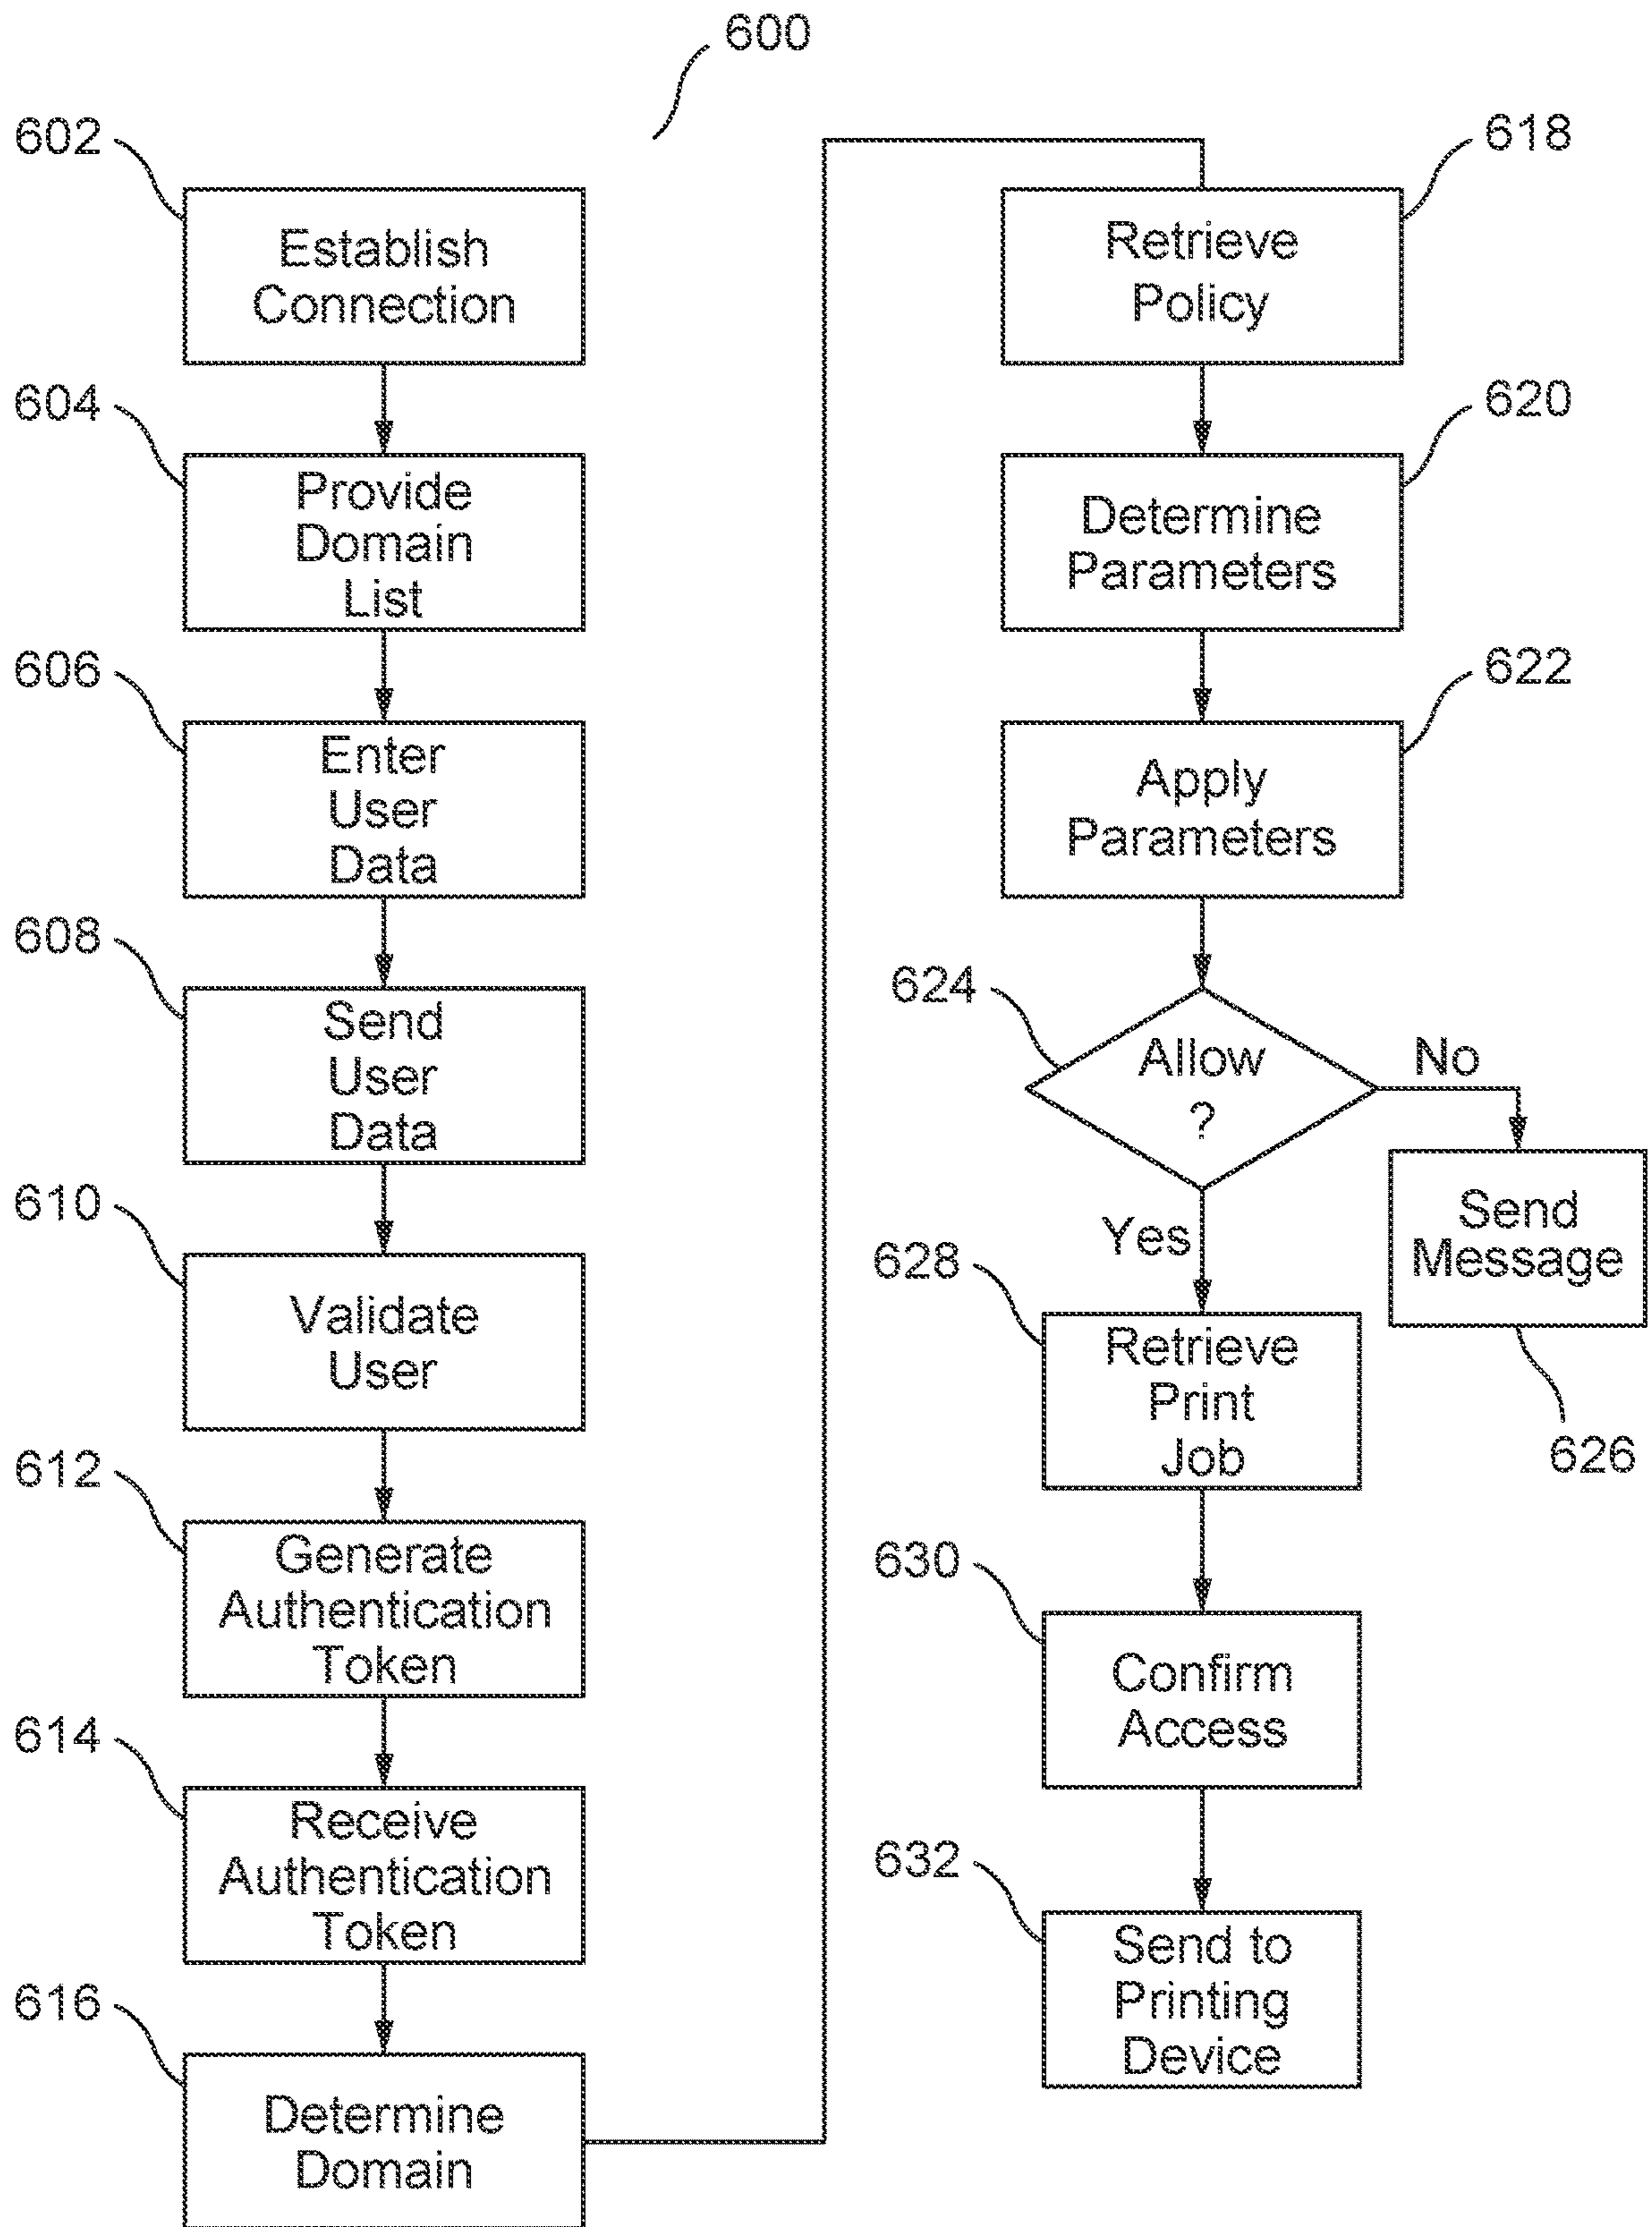 600
602
Establish
Connection
604
Provide
Domain
List
606
Enter
User
Data
608
Send
User
Data
610
Validate
User
612
Generate
Authentication
Token
614
Receive
Authentication
Token
616
Determine
Domain
618
Retrieve
Policy
620
Determine
Parameters
622
Apply
Parameters
624
Allow
?
No
Send
Message
626
Yes
628
Retrieve
Print
Job
630
Confirm
Access
632
Send to
Printing
Device